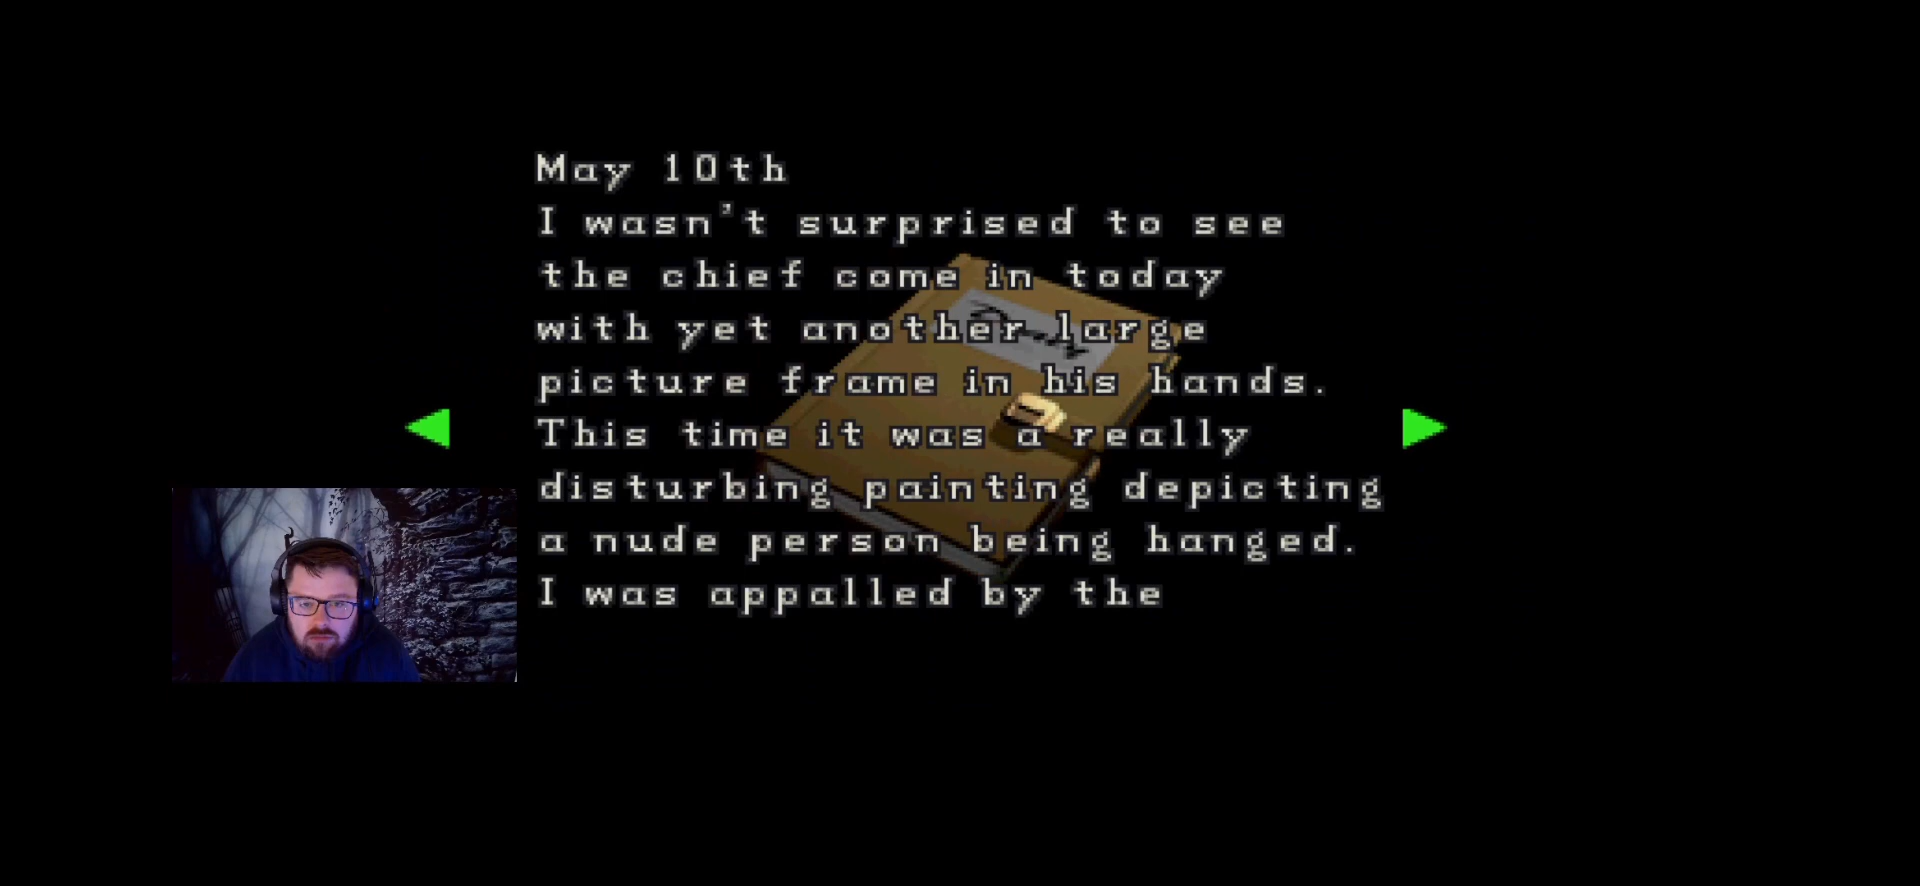 May 10th
I wasn't surprised to see
the chief come in today
with yet another large
picture frame in his hands.
This time it was a really
disturbing painting depicting
a nude person being hanged.
I was appalled by the
Diary